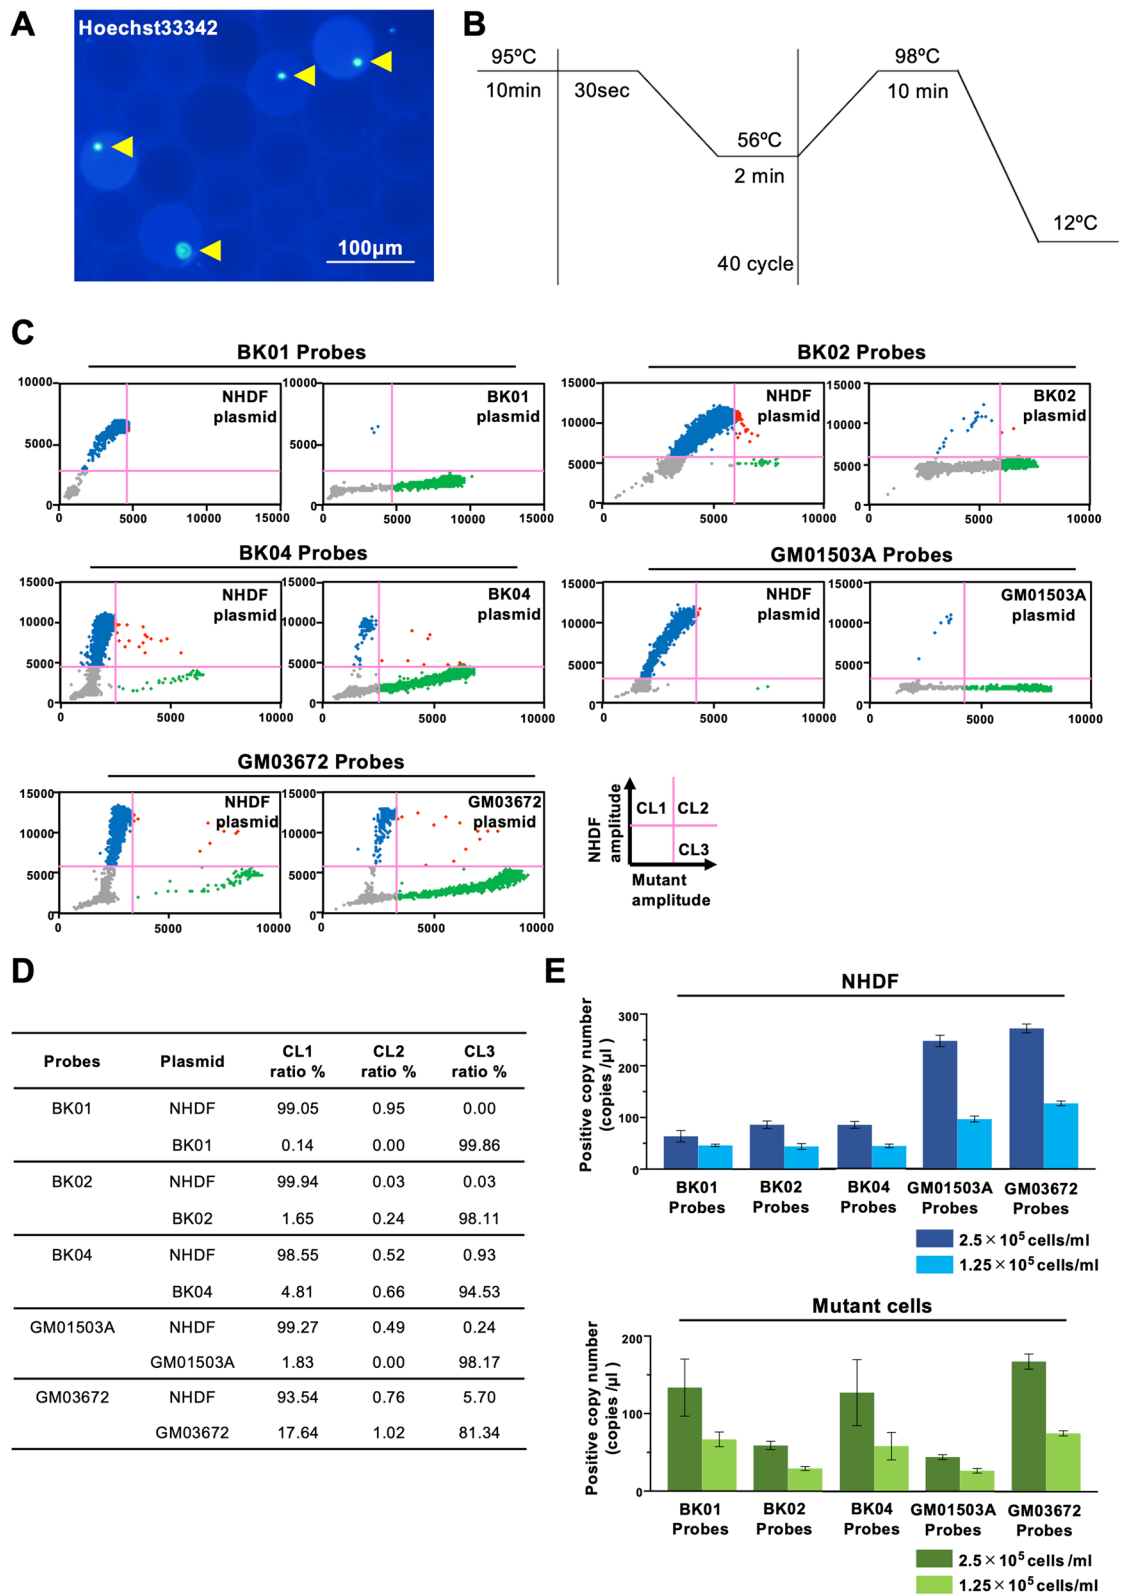 A
Hoechst33342
100μm
B
95ºC
10min
30sec
56ºC
2 min
40 cycle
98ºC
10 min
12ºC
C
BK01 Probes
NHDF
plasmid
10000
5000
0
0
5000
10000
15000
BK01
plasmid
10000
5000
0
0
5000
10000
15000
BK02 Probes
NHDF
plasmid
15000
10000
5000
0
0
5000
10000
BK02
plasmid
15000
10000
5000
0
0
5000
10000
BK04 Probes
NHDF
plasmid
15000
10000
5000
0
0
5000
10000
BK04
plasmid
15000
10000
5000
0
0
5000
10000
GM01503A Probes
NHDF
plasmid
15000
10000
5000
0
0
5000
10000
GM01503A
plasmid
15000
10000
5000
0
0
5000
10000
GM03672 Probes
NHDF
plasmid
15000
10000
5000
0
0
5000
10000
GM03672
plasmid
15000
10000
5000
0
0
5000
10000
NHDF
amplitude
CL1 CL2
CL3
Mutant
amplitude
D
Probes Plasmid CL1 ratio % CL2 ratio % CL3 ratio %
BK01 NHDF 99.05 0.95 0.00
BK01 0.14 0.00 99.86
BK02 NHDF 99.94 0.03 0.03
BK02 1.65 0.24 98.11
BK04 NHDF 98.55 0.52 0.93
BK04 4.81 0.66 94.53
GM01503A NHDF 99.27 0.49 0.24
GM01503A 1.83 0.00 98.17
GM03672 NHDF 93.54 0.76 5.70
GM03672 17.64 1.02 81.34
E
NHDF
Positive copy number
(copies /μl )
300
200
100
0
BK01 Probes
BK02 Probes
BK04 Probes
GM01503A Probes
GM03672 Probes
2.5×10⁵ cells/ml
1.25×10⁵ cells/ml
Mutant cells
Positive copy number
(copies /μl )
200
100
0
BK01 Probes
BK02 Probes
BK04 Probes
GM01503A Probes
GM03672 Probes
2.5×10⁵ cells /ml
1.25×10⁵ cells/ml